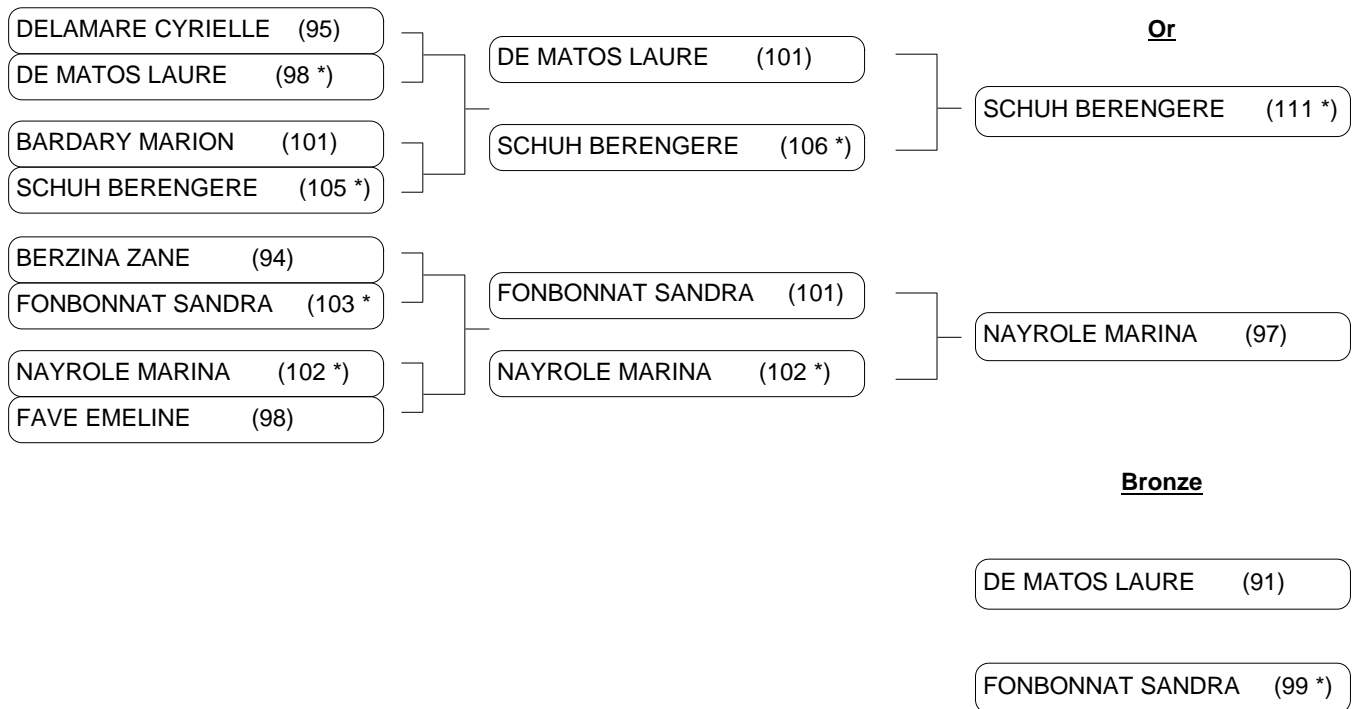 DELAMARE CYRIELLE (95)
DE MATOS LAURE (98 *)
BARDARY MARION (101)
SCHUH BERENGERE (105 *)
BERZINA ZANE (94)
FONBONNAT SANDRA (103 *
NAYROLE MARINA (102 *)
FAVE EMELINE (98)
DE MATOS LAURE (101)
SCHUH BERENGERE (106 *)
FONBONNAT SANDRA (101)
NAYROLE MARINA (102 *)
Or
SCHUH BERENGERE (111 *)
NAYROLE MARINA (97)
Bronze
DE MATOS LAURE (91)
FONBONNAT SANDRA (99 *)